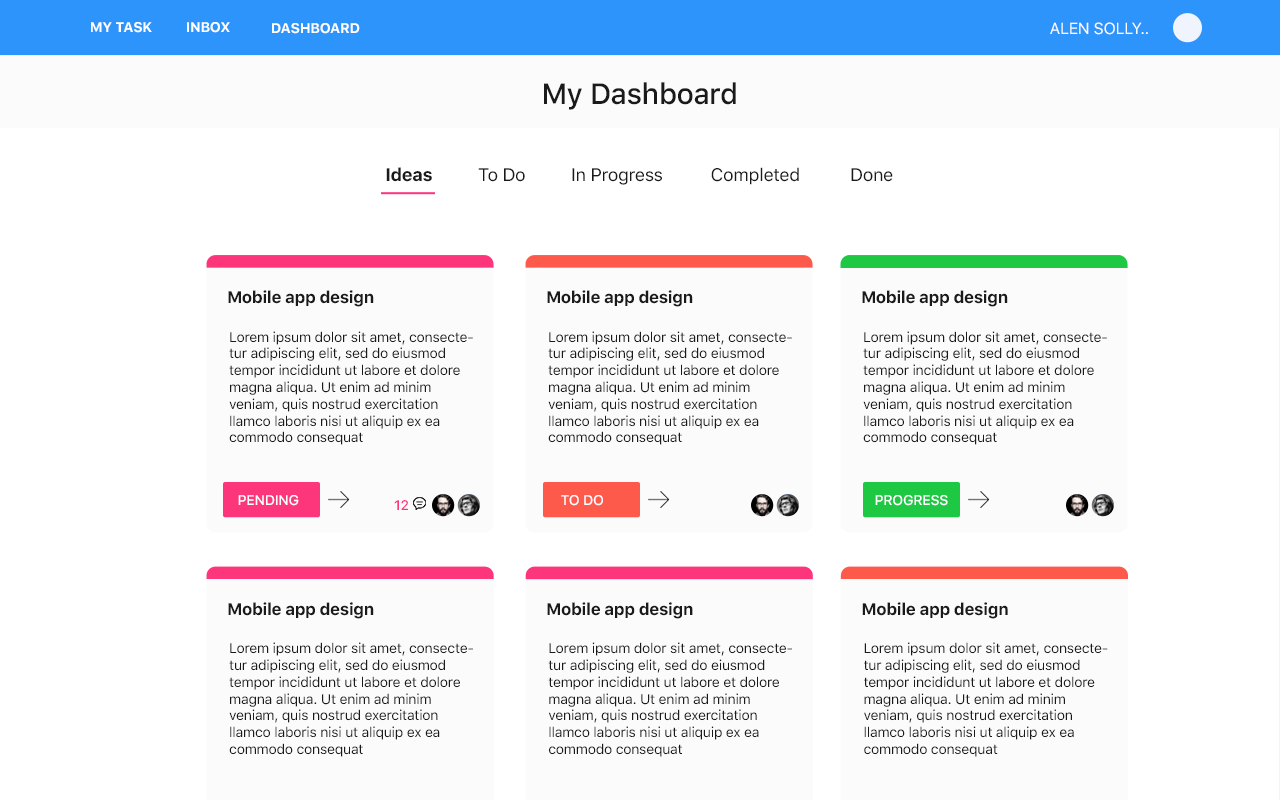 MY TASK INBOX DASHBOARD ALEN SOLLY..
My Dashboard
Ideas To Do In Progress Completed Done
Mobile app design
Lorem ipsum dolor sit amet, consecte-
tur adipiscing elit, sed do eiusmod
tempor incididunt ut labore et dolore
magna aliqua. Ut enim ad minim
veniam, quis nostrud exercitation
llamco laboris nisi ut aliquip ex ea
commodo consequat
PENDING 12
Mobile app design
Lorem ipsum dolor sit amet, consecte-
tur adipiscing elit, sed do eiusmod
tempor incididunt ut labore et dolore
magna aliqua. Ut enim ad minim
veniam, quis nostrud exercitation
llamco laboris nisi ut aliquip ex ea
commodo consequat
TO DO
Mobile app design
Lorem ipsum dolor sit amet, consecte-
tur adipiscing elit, sed do eiusmod
tempor incididunt ut labore et dolore
magna aliqua. Ut enim ad minim
veniam, quis nostrud exercitation
llamco laboris nisi ut aliquip ex ea
commodo consequat
PROGRESS
Mobile app design
Lorem ipsum dolor sit amet, consecte-
tur adipiscing elit, sed do eiusmod
tempor incididunt ut labore et dolore
magna aliqua. Ut enim ad minim
veniam, quis nostrud exercitation
llamco laboris nisi ut aliquip ex ea
commodo consequat
Mobile app design
Lorem ipsum dolor sit amet, consecte-
tur adipiscing elit, sed do eiusmod
tempor incididunt ut labore et dolore
magna aliqua. Ut enim ad minim
veniam, quis nostrud exercitation
llamco laboris nisi ut aliquip ex ea
commodo consequat
Mobile app design
Lorem ipsum dolor sit amet, consecte-
tur adipiscing elit, sed do eiusmod
tempor incididunt ut labore et dolore
magna aliqua. Ut enim ad minim
veniam, quis nostrud exercitation
llamco laboris nisi ut aliquip ex ea
commodo consequat